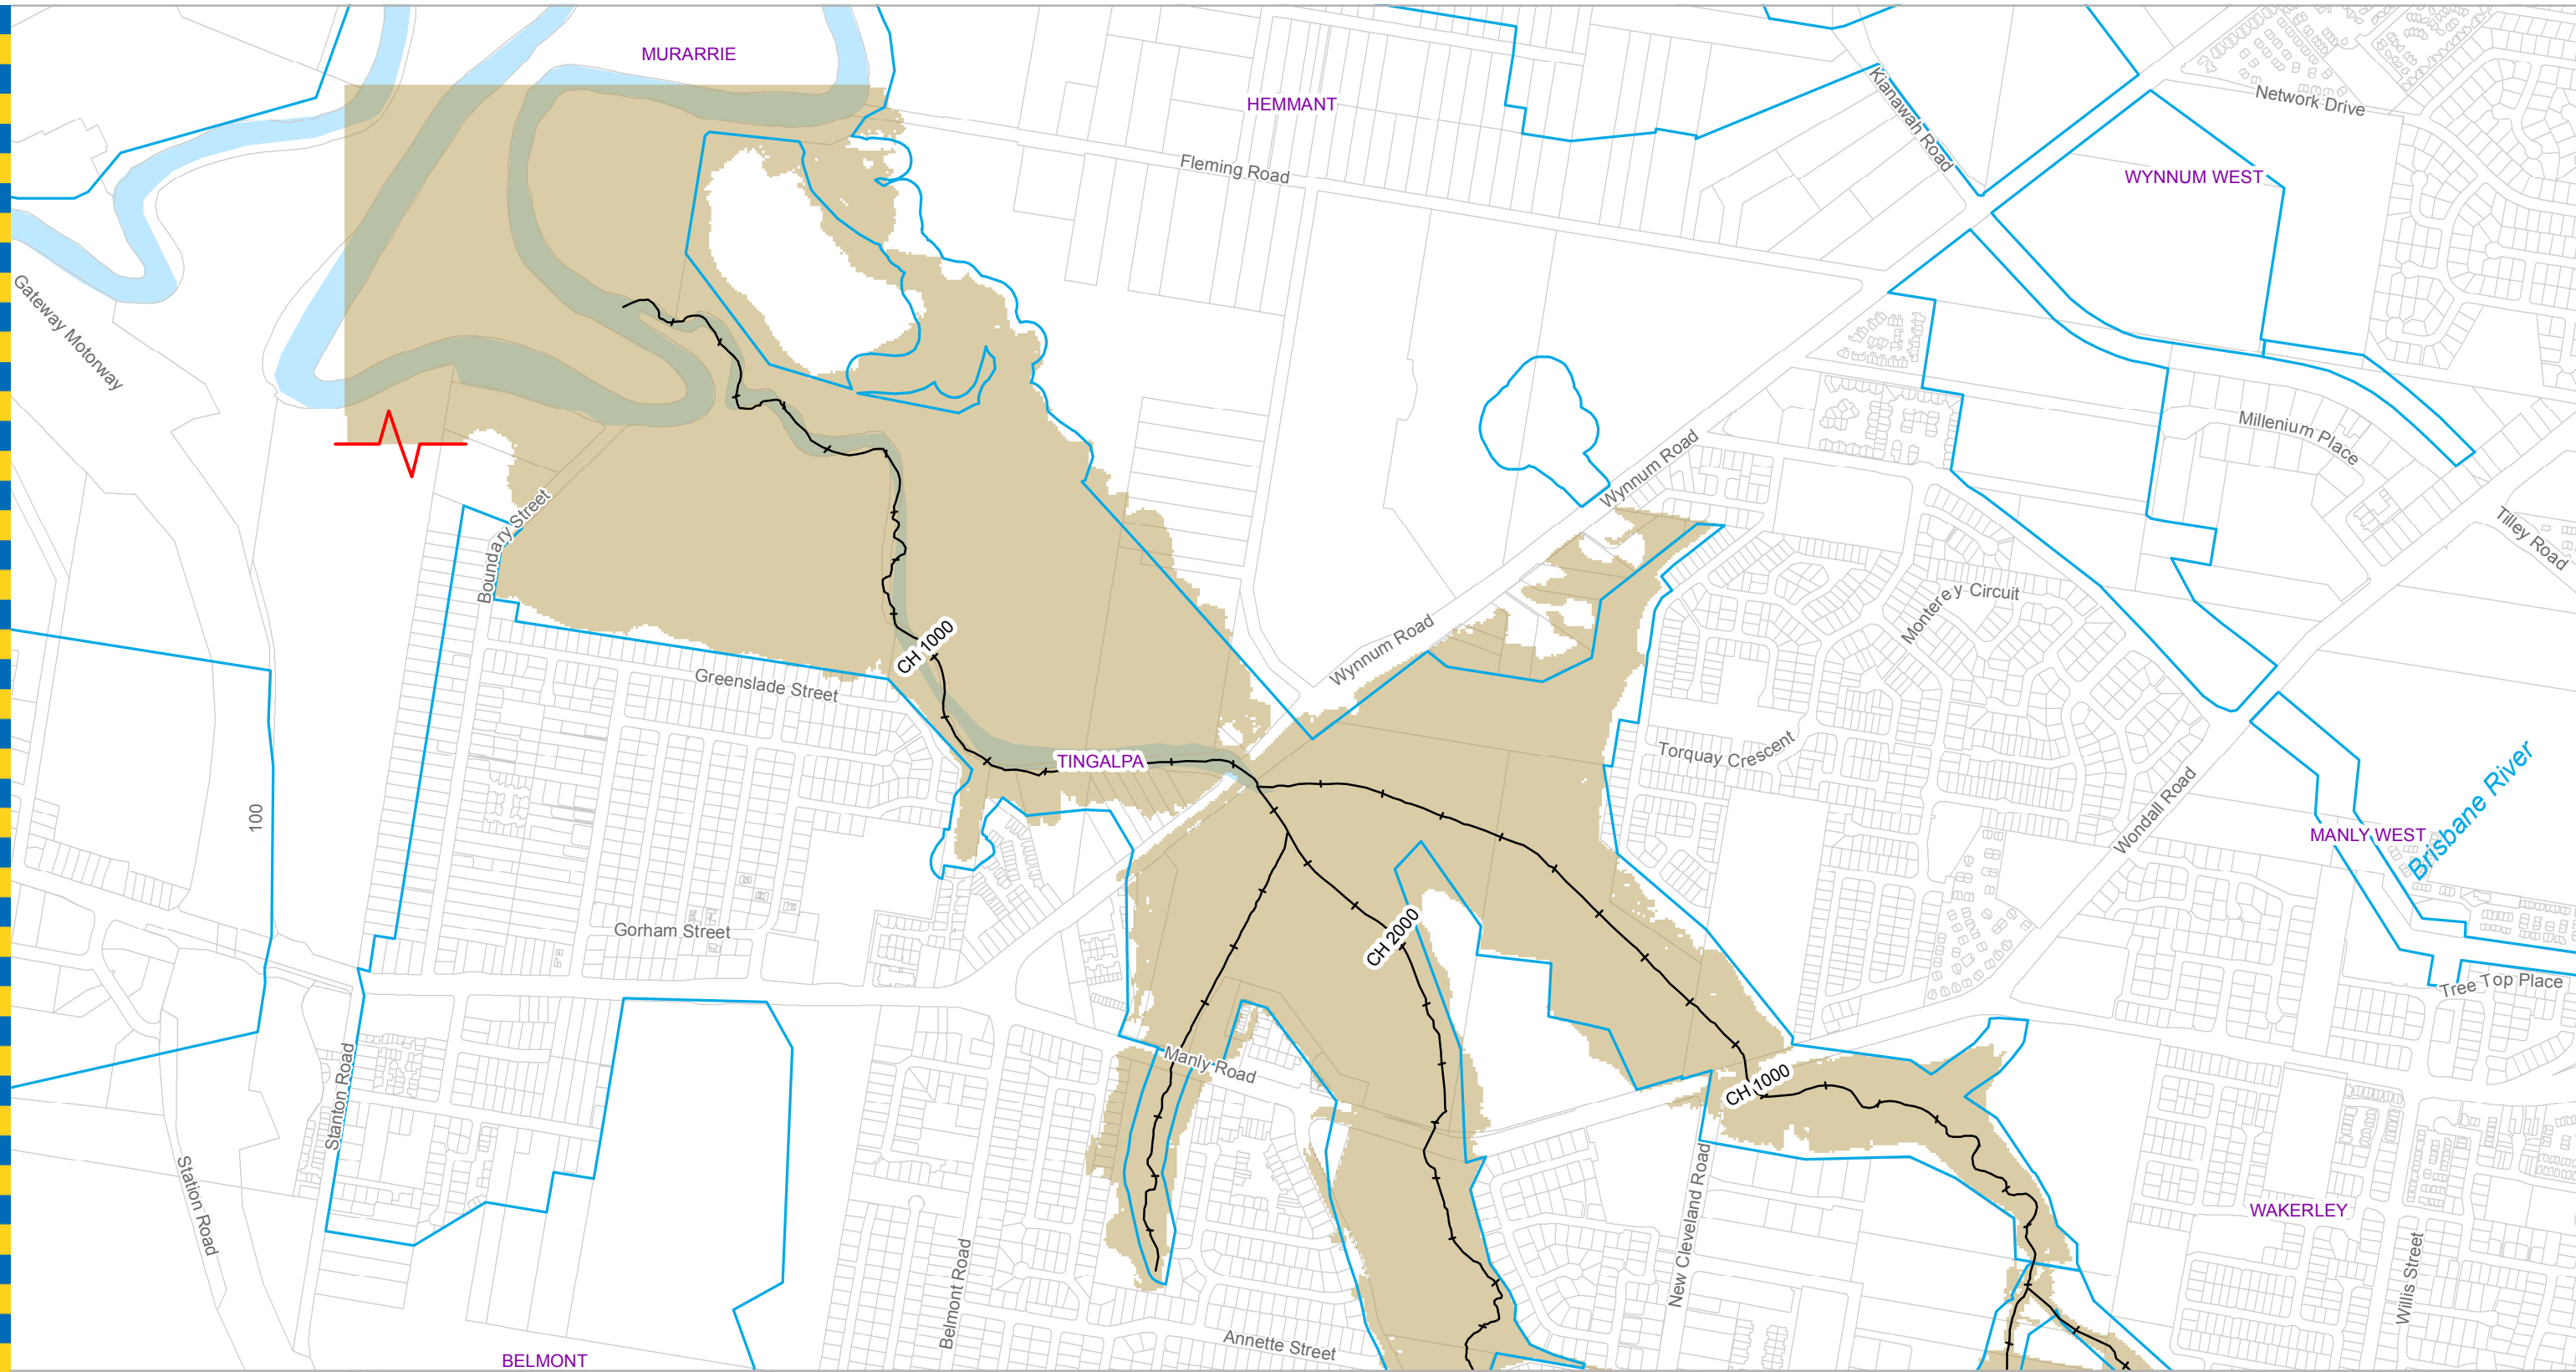 MURARRIE
HEMMANT
Kianawah Road
Network Drive
Fleming Road
WYNNUM WEST
Gateway Motorway
Millenium Place
Wynnum Road
Boundary Street
Tilley Road
Monterey Circuit
CH 1000
Wynnum Road
Greenslade Street
Torquay Crescent
TINGALPA
Wondall Road
Brisbane River
100
MANLY WEST
Gorham Street
CH 2000
Tree Top Place
Manly Road
CH 1000
Stanton Road
Station Road
New Cleveland Road
WAKERLEY
Belmont Road
Willis Street
Annette Street
BELMONT